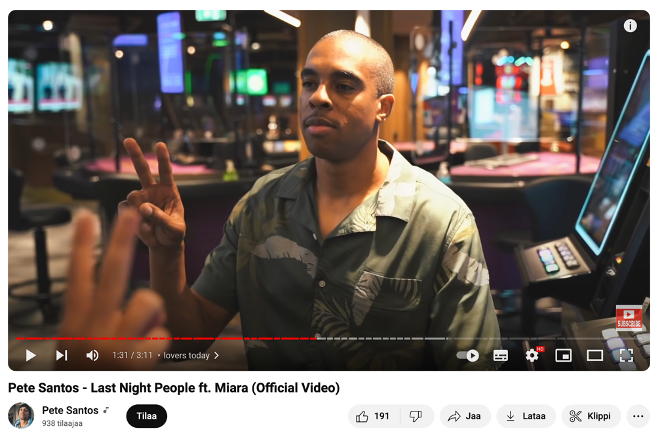 SUBSCRIBE
1:31 / 3:11 • lovers today
HD
Pete Santos - Last Night People ft. Miara (Official Video)
Pete Santos
938 tilaajaa
Tilaa
191
Jaa
Lataa
Klippi